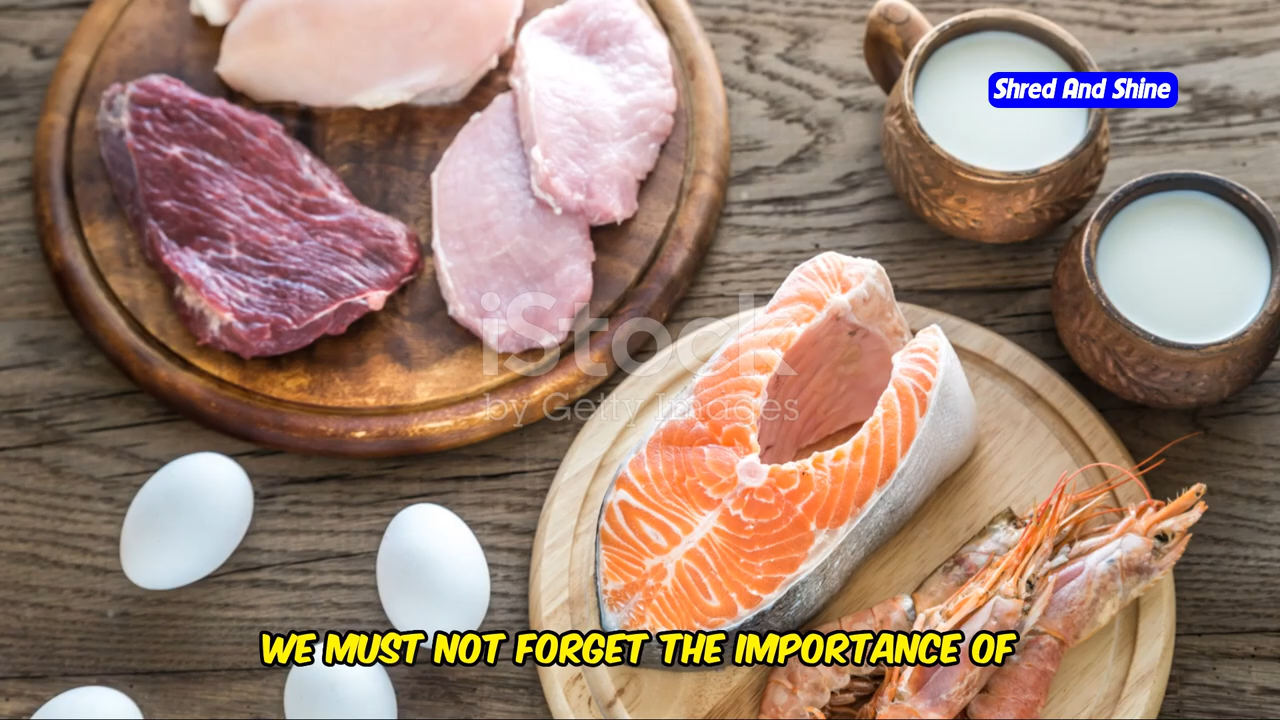 Shred And Shine
iStock
by Getty Images
WE MUST NOT FORGET THE IMPORTANCE OF